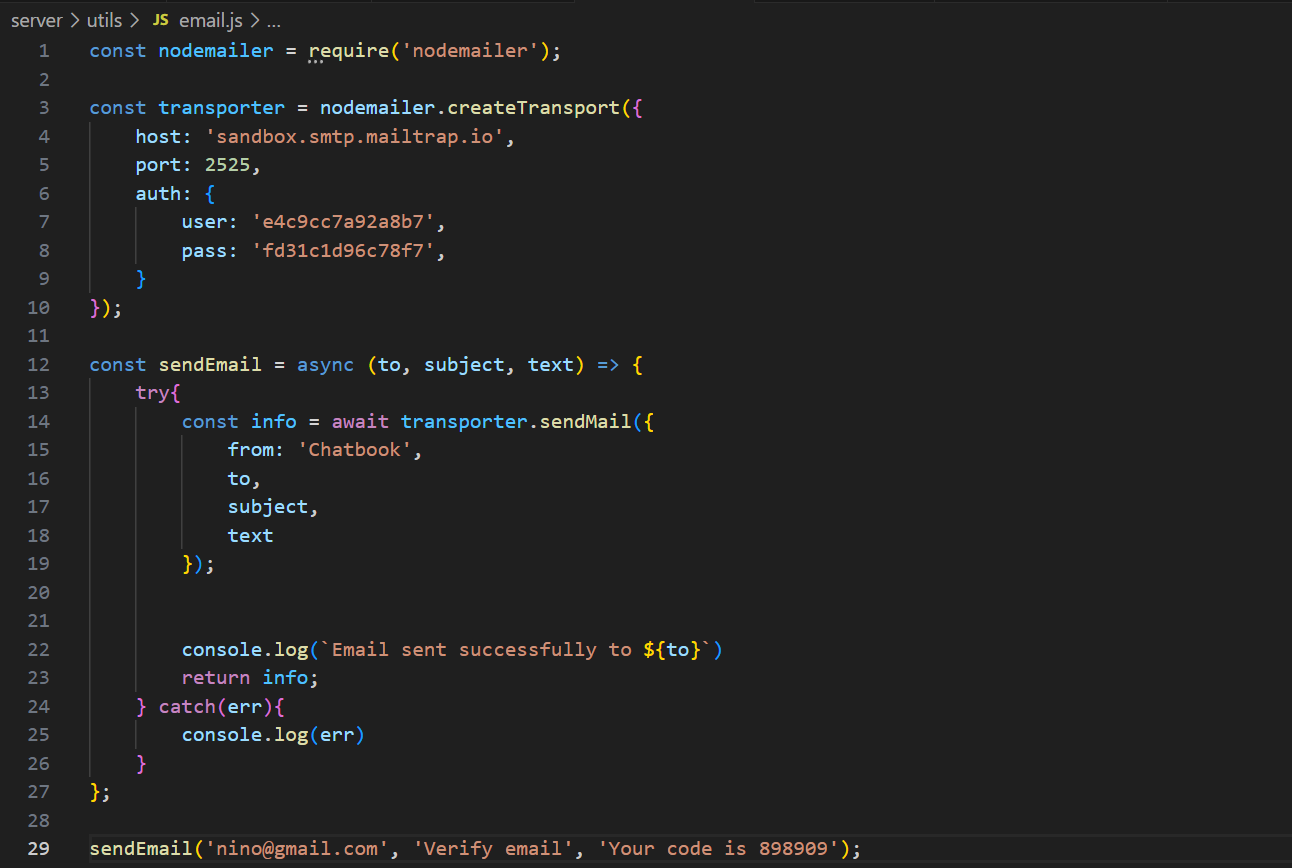 server > utils > JS email.js > ...
1 const nodemailer = require('nodemailer');
2
3 const transporter = nodemailer.createTransport({
4     host: 'sandbox.smtp.mailtrap.io',
5     port: 2525,
6     auth: {
7         user: 'e4c9cc7a92a8b7',
8         pass: 'fd31c1d96c78f7',
9     }
10 });
11
12 const sendEmail = async (to, subject, text) => {
13     try{
14         const info = await transporter.sendMail({
15             from: 'Chatbook',
16             to,
17             subject,
18             text
19         });
20
21
22         console.log(`Email sent successfully to ${to}`)
23         return info;
24     } catch(err){
25         console.log(err)
26     }
27 };
28
29 sendEmail('nino@gmail.com', 'Verify email', 'Your code is 898909');